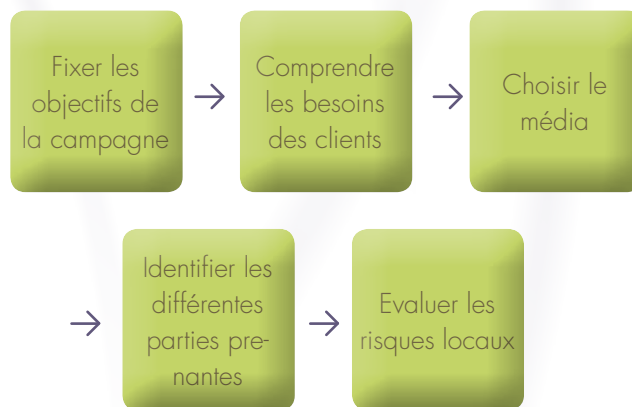 Fixer les
objectifs de
la campagne
Comprendre
les besoins
des clients
Choisir le
média
Identifier les
différentes
parties pre-
nantes
Evaluer les
risques locaux